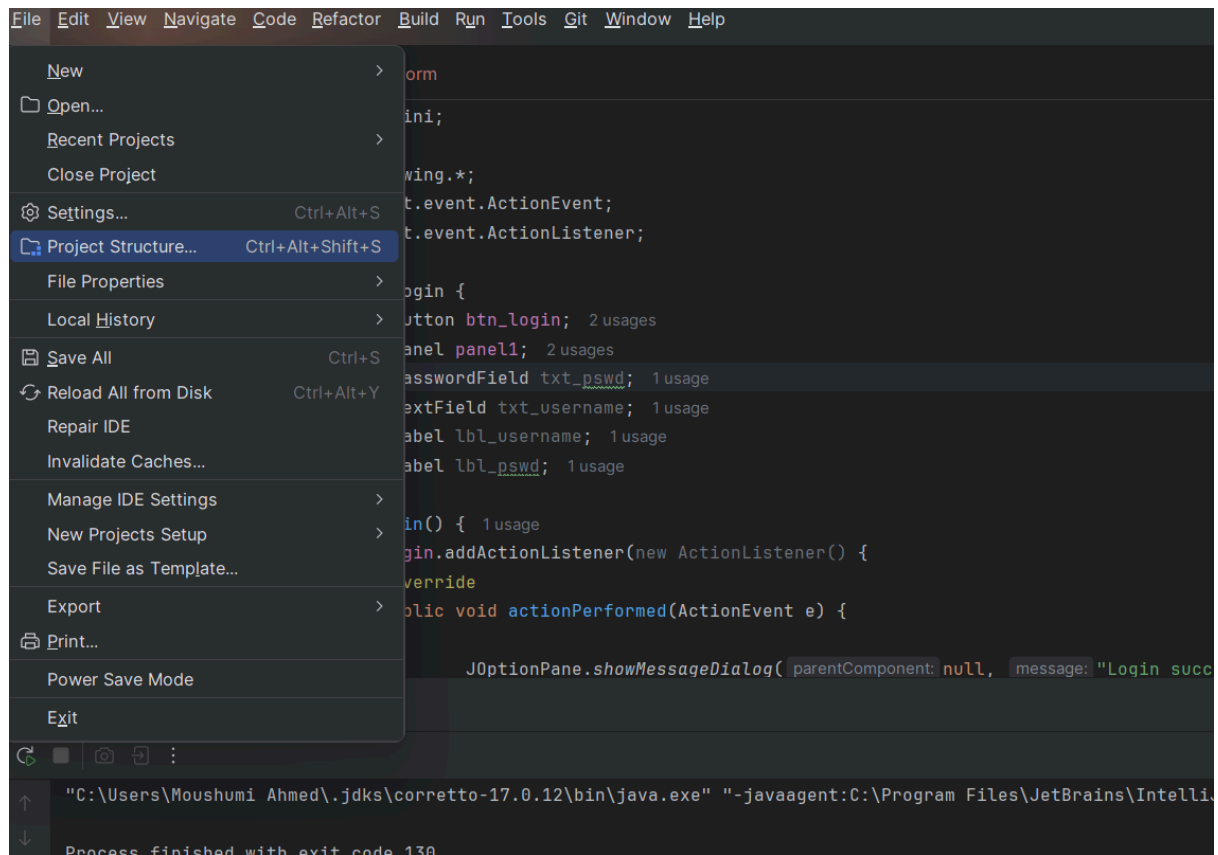 File Edit View Navigate Code Refactor Build Run Tools Git Window Help
New
Open...
Recent Projects
Close Project
Settings... Ctrl+Alt+S
Project Structure... Ctrl+Alt+Shift+S
File Properties
Local History
Save All Ctrl+S
Reload All from Disk Ctrl+Alt+Y
Repair IDE
Invalidate Caches...
Manage IDE Settings
New Projects Setup
Save File as Template...
Export
Print...
Power Save Mode
Exit
orm
ini;
wing.*;
t.event.ActionEvent;
t.event.ActionListener;
ogin {
utton btn_login; 2 usages
anel panel1; 2 usages
asswordField txt_pswd; 1 usage
extField txt_username; 1 usage
abel lbl_username; 1 usage
abel lbl_pswd; 1 usage
in() { 1 usage
gin.addActionListener(new ActionListener() {
verride
blic void actionPerformed(ActionEvent e) {
JOptionPane.showMessageDialog( parentComponent: null, message: "Login succ
"C:\Users\Moushumi Ahmed\.jdks\corretto-17.0.12\bin\java.exe" "-javaagent:C:\Program Files\JetBrains\IntelliJ
Process finished with exit code 130